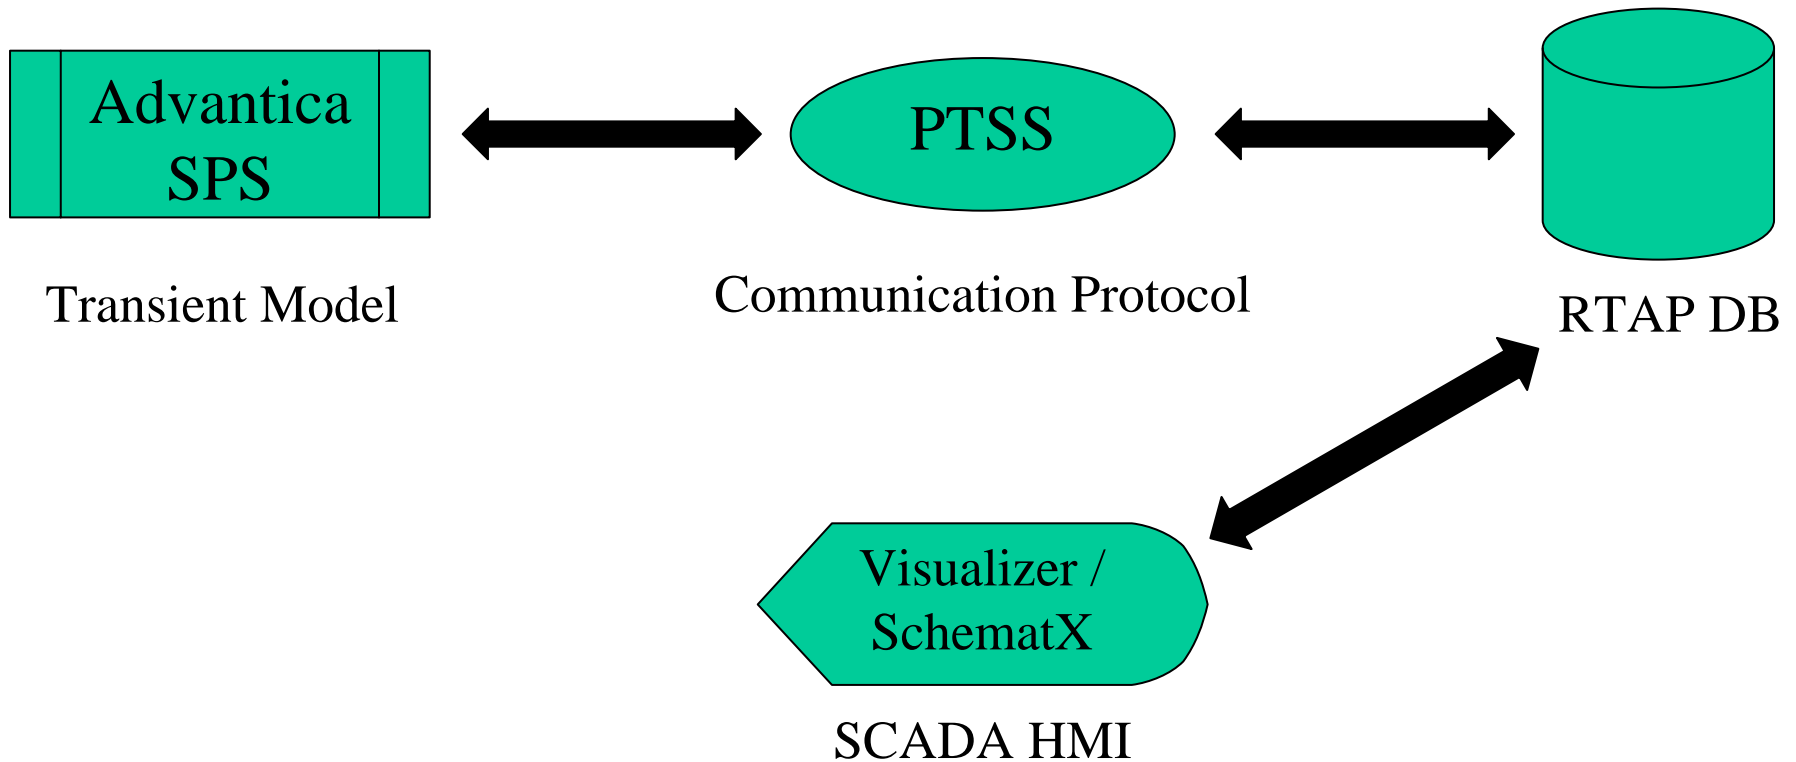 Advantica
SPS
Transient Model
PTSS
Communication Protocol
RTAP DB
Visualizer /
SchematX
SCADA HMI